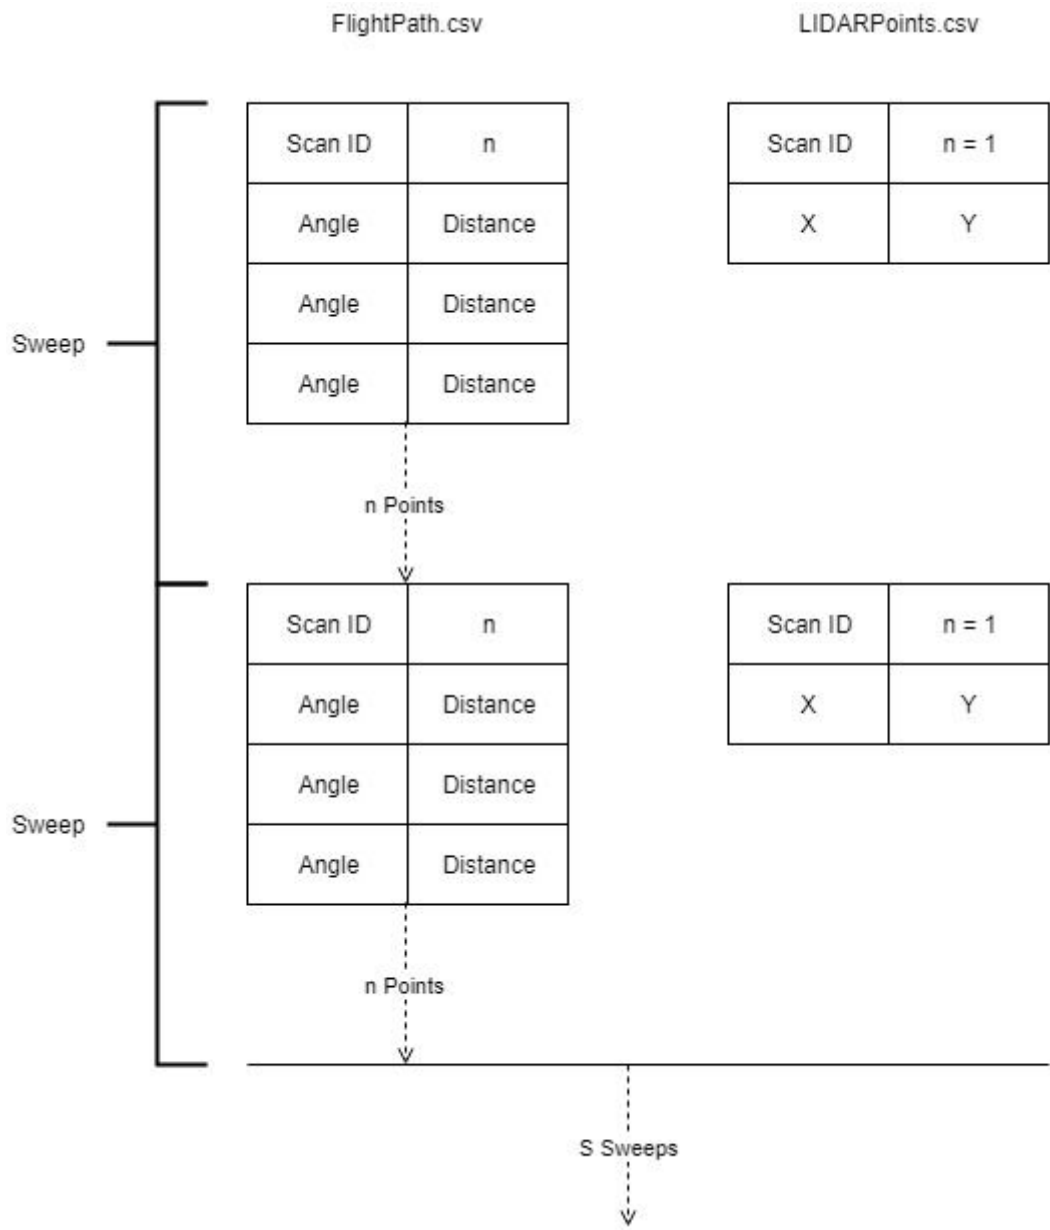 FlightPath.csv LIDARPoints.csv
Scan ID n Scan ID n = 1
Angle Distance X Y
Angle Distance
Sweep
Angle Distance
n Points
Scan ID n Scan ID n = 1
Angle Distance X Y
Angle Distance
Sweep
Angle Distance
n Points
S Sweeps